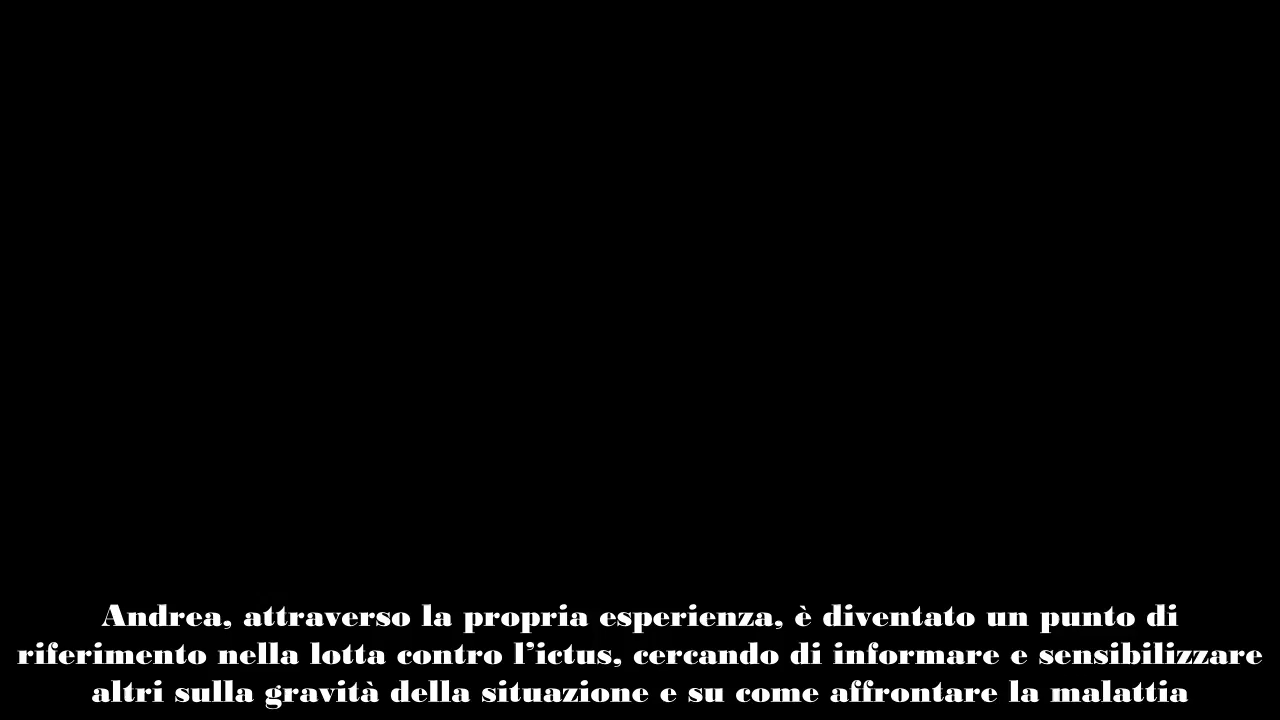 Andrea, attraverso la propria esperienza, è diventato un punto di
riferimento nella lotta contro l'ictus, cercando di informare e sensibilizzare
altri sulla gravità della situazione e su come affrontare la malattia